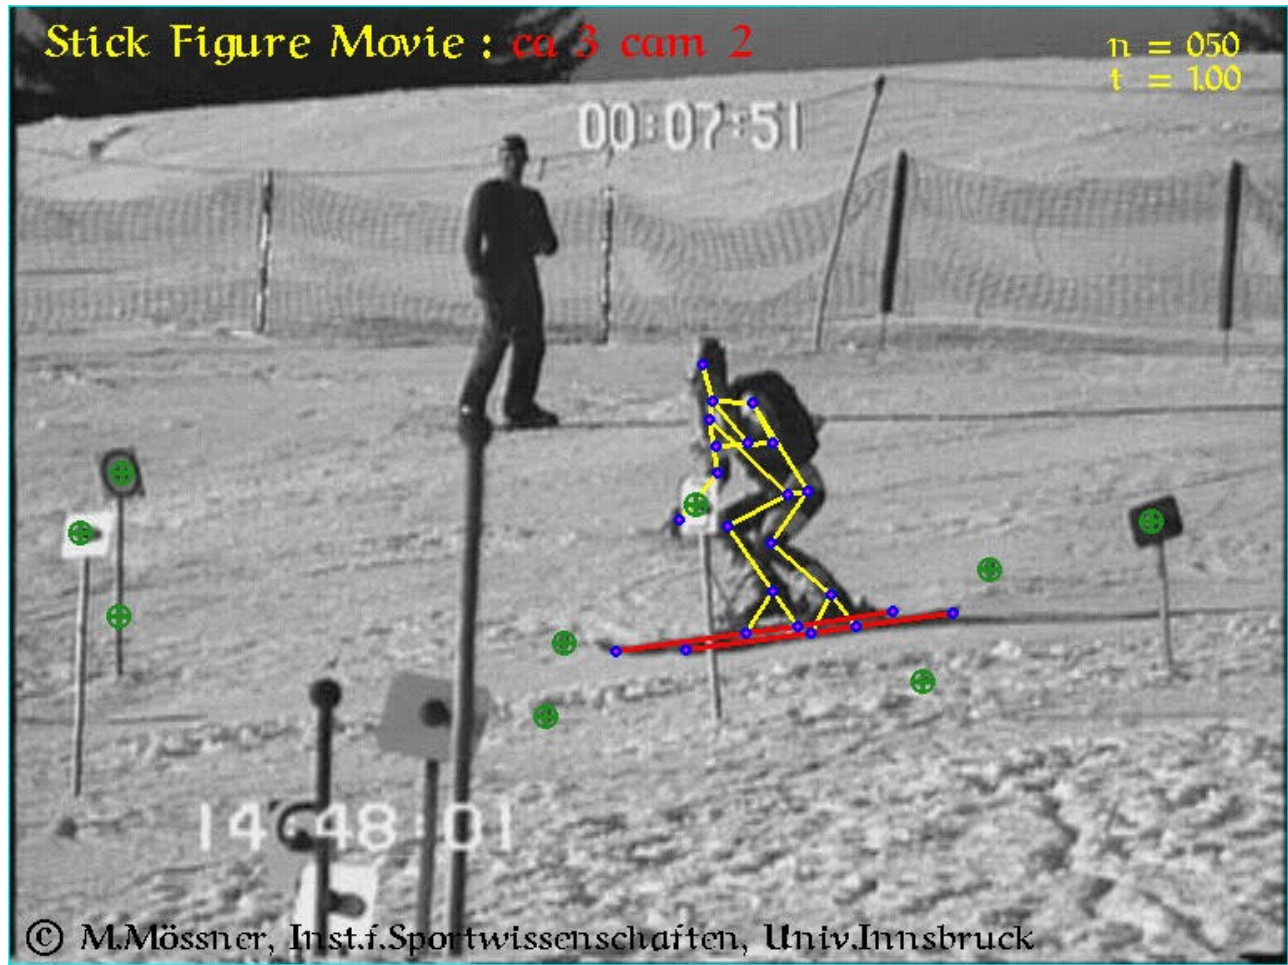 Stick Figure Movie : ca 3 cam 2
n = 050
t = 1.00
00:07:51
14:48:01
© M.Mössner, Inst.f.Sportwissenschaften, Univ.Innsbruck